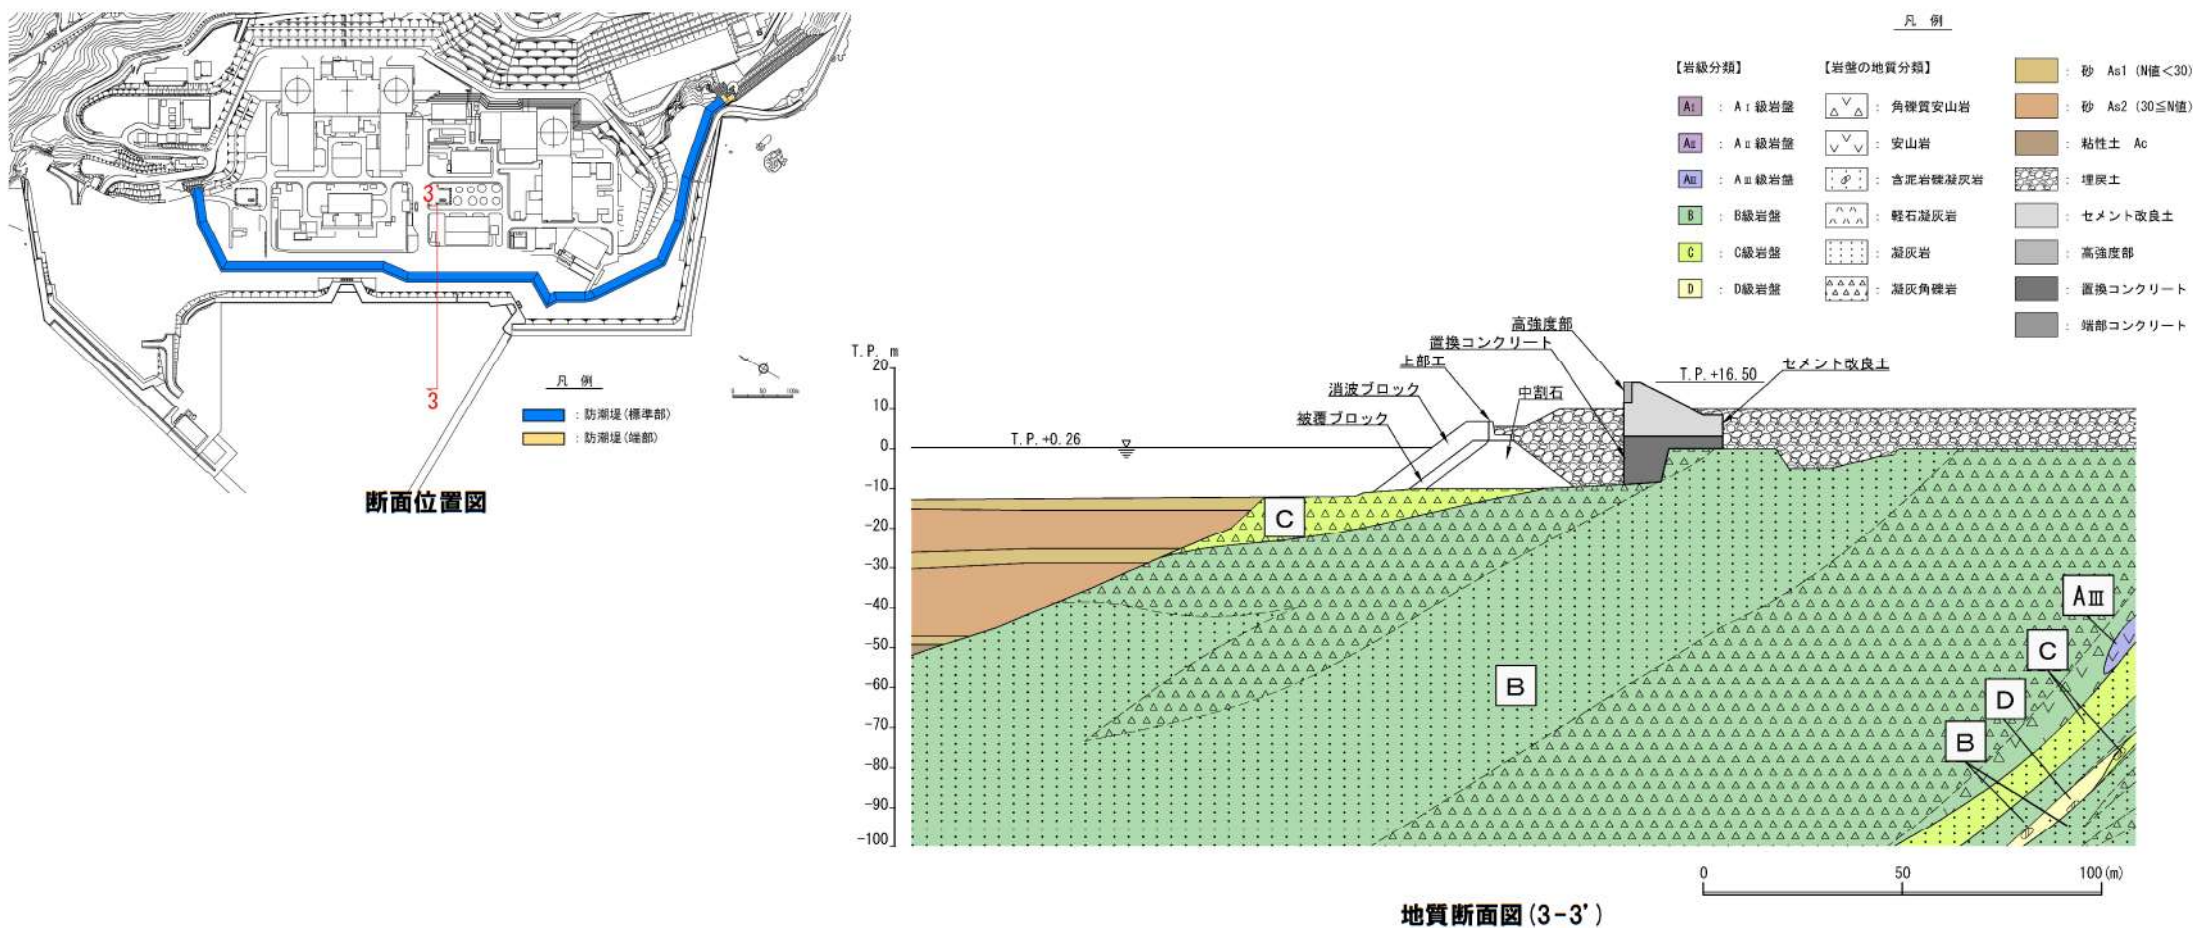 3'
3
0 50 100m
凡 例
: 防潮堤(標準部)
: 防潮堤(端部)
断面位置図
凡 例
【岩級分類】
AⅠ : AⅠ級岩盤
AⅡ : AⅡ級岩盤
AⅢ : AⅢ級岩盤
B : B級岩盤
C : C級岩盤
D : D級岩盤
【岩盤の地質分類】
: 角礫質安山岩
: 安山岩
: 含泥岩礫凝灰岩
: 軽石凝灰岩
: 凝灰岩
: 凝灰角礫岩
: 砂 As1 (N値<30)
: 砂 As2 (30≦N値)
: 粘性土 Ac
: 埋戻土
: セメント改良土
: 高強度部
: 置換コンクリート
: 端部コンクリート
T.P. m
20
10
0
-10
-20
-30
-40
-50
-60
-70
-80
-90
-100
高強度部
置換コンクリート
上部工
消波ブロック
被覆ブロック
中割石
T.P.+16.50
セメント改良土
T.P.+0.26
C
B
AⅢ
C
D
B
0 50 100(m)
地質断面図(3-3')